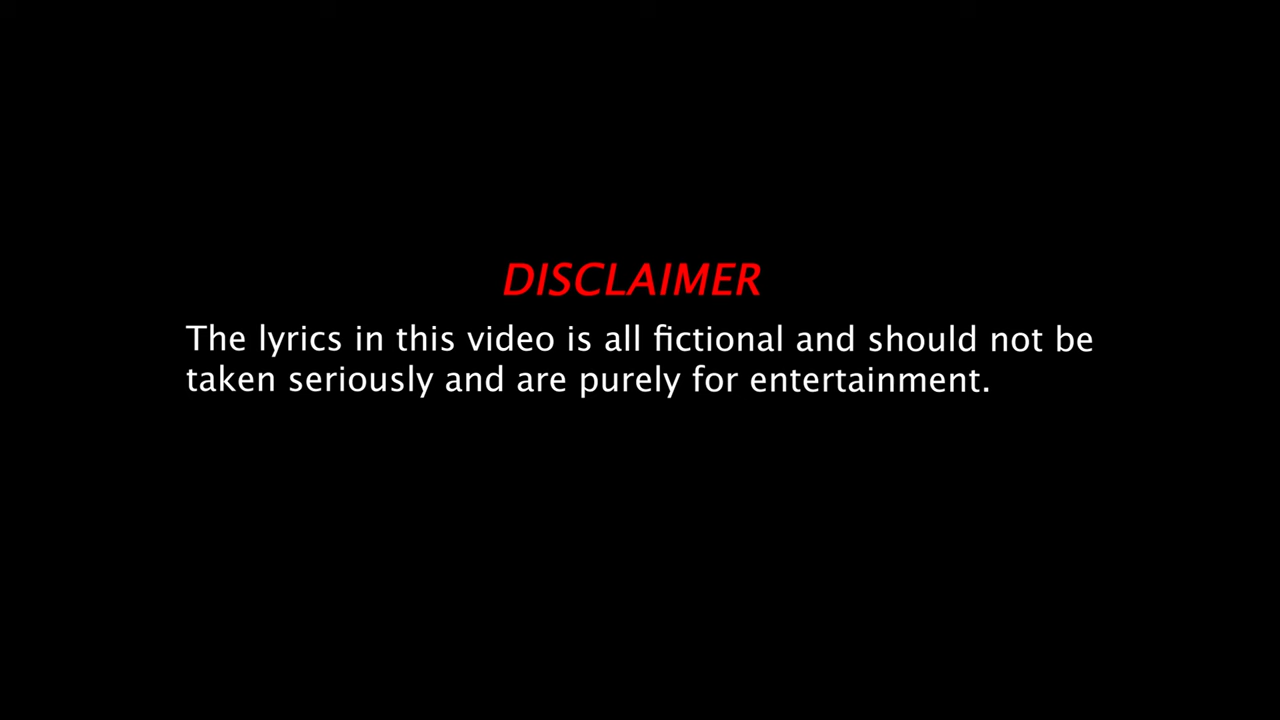 DISCLAIMER
The lyrics in this video is all fictional and should not be
taken seriously and are purely for entertainment.